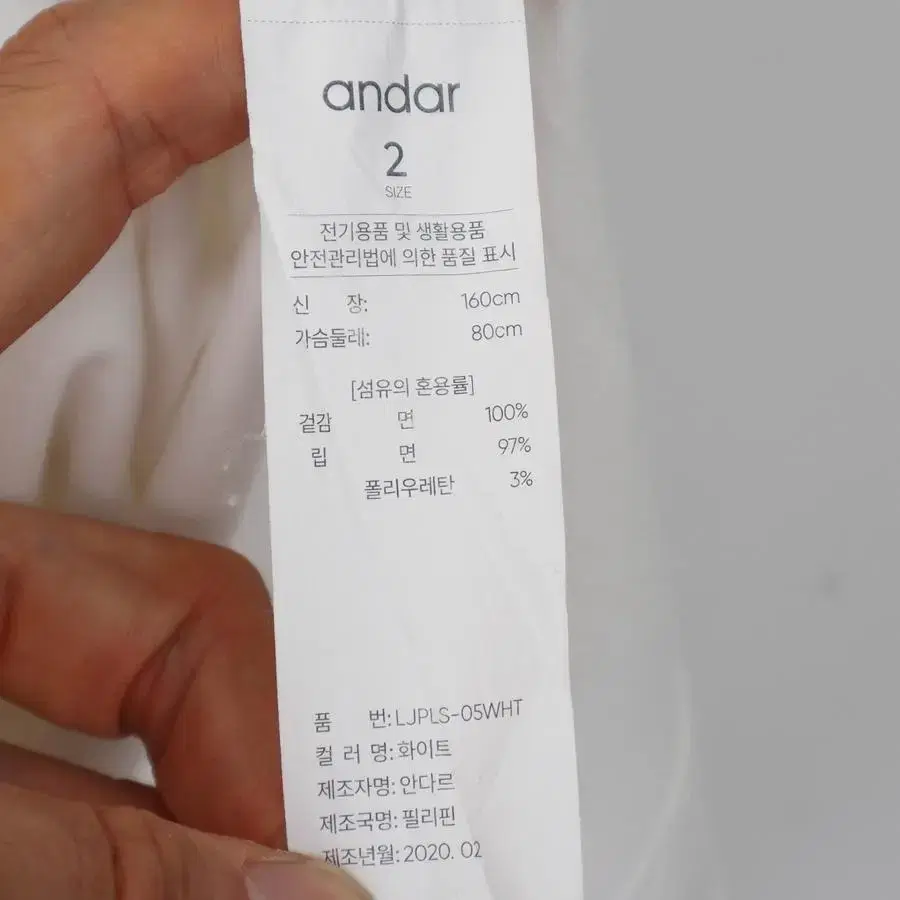 andar
2
SIZE
전기용품 및 생활용품
안전관리법에 의한 품질 표시
신 장: 160cm
가슴둘레: 80cm
[섬유의 혼용률]
겉감 면 100%
립 면 97%
폴리우레탄 3%
품 번: LJPLS-05WHT
컬 러 명: 화이트
제조자명: 안다르
제조국명: 필리핀
제조년월: 2020. 02